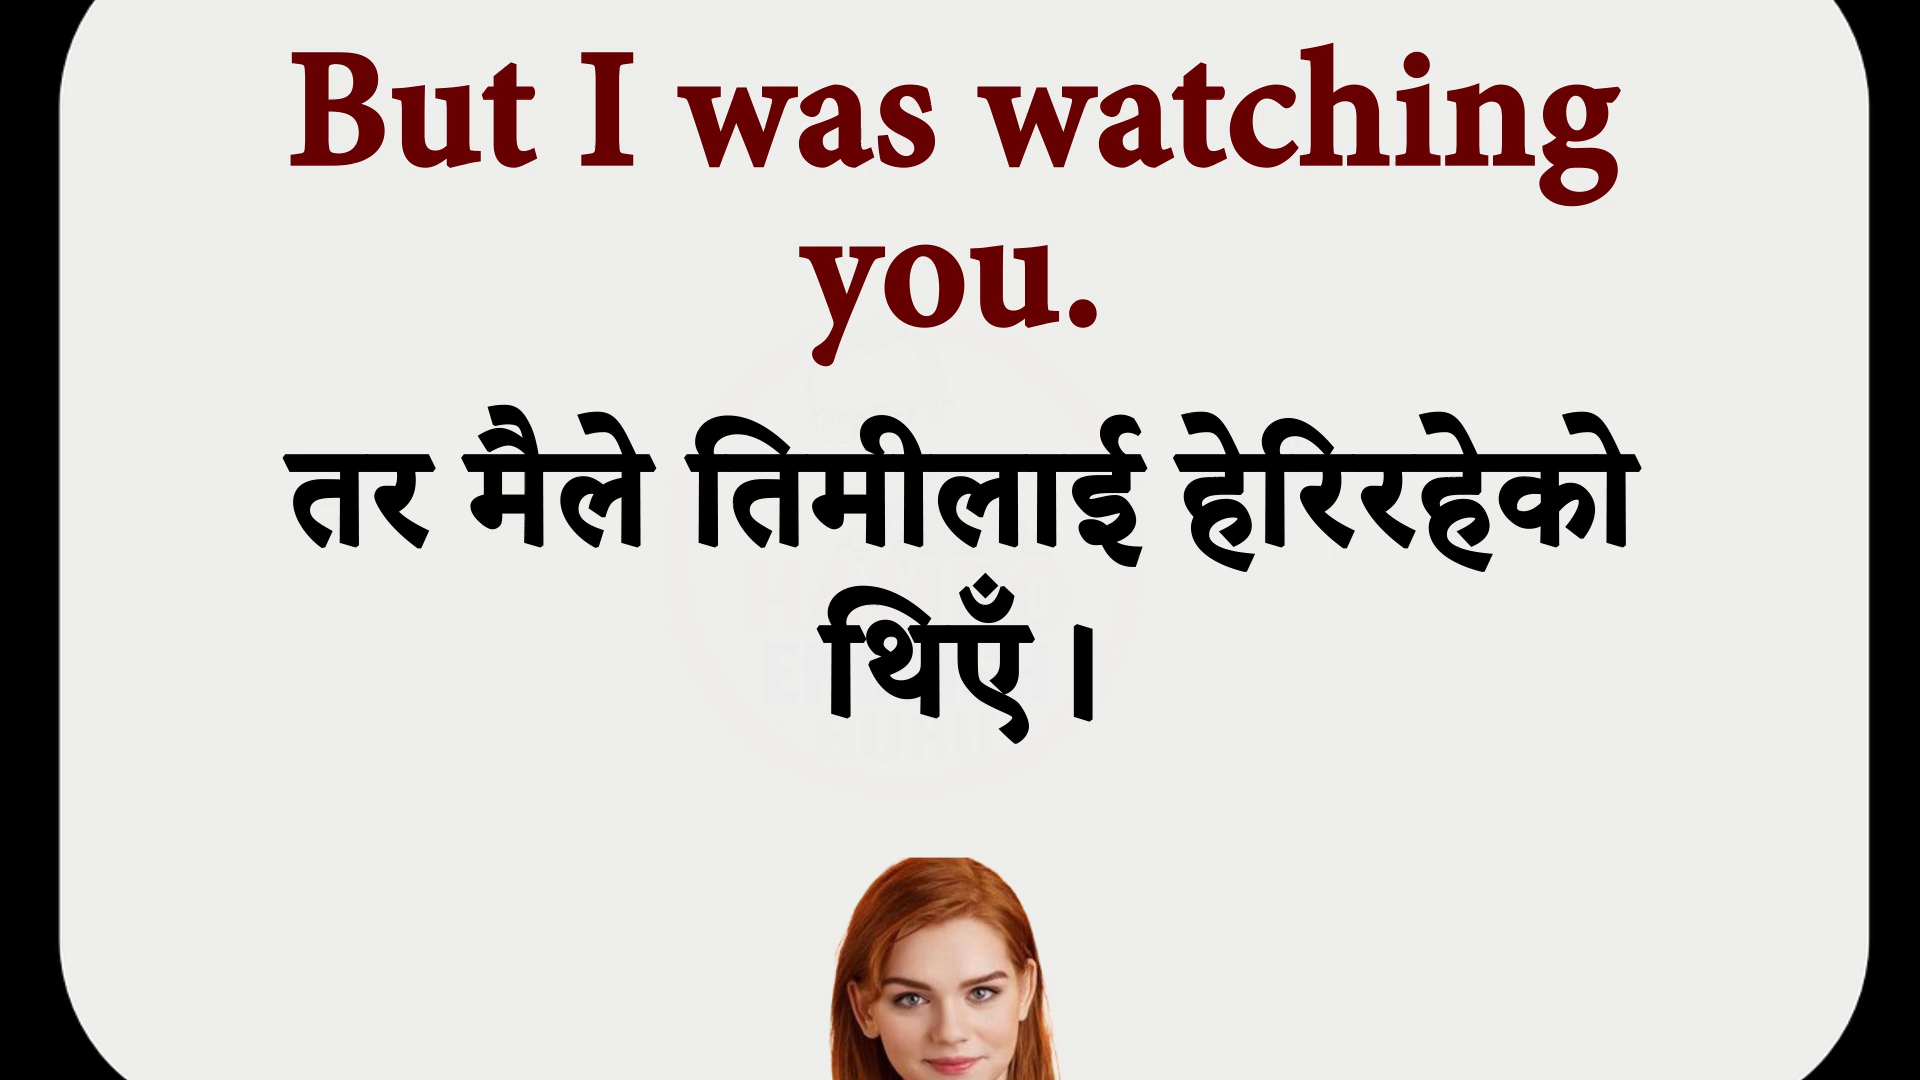 But I was watching
you.
तर मैले तिमीलाई हेरिरहेको
थिएँ ।